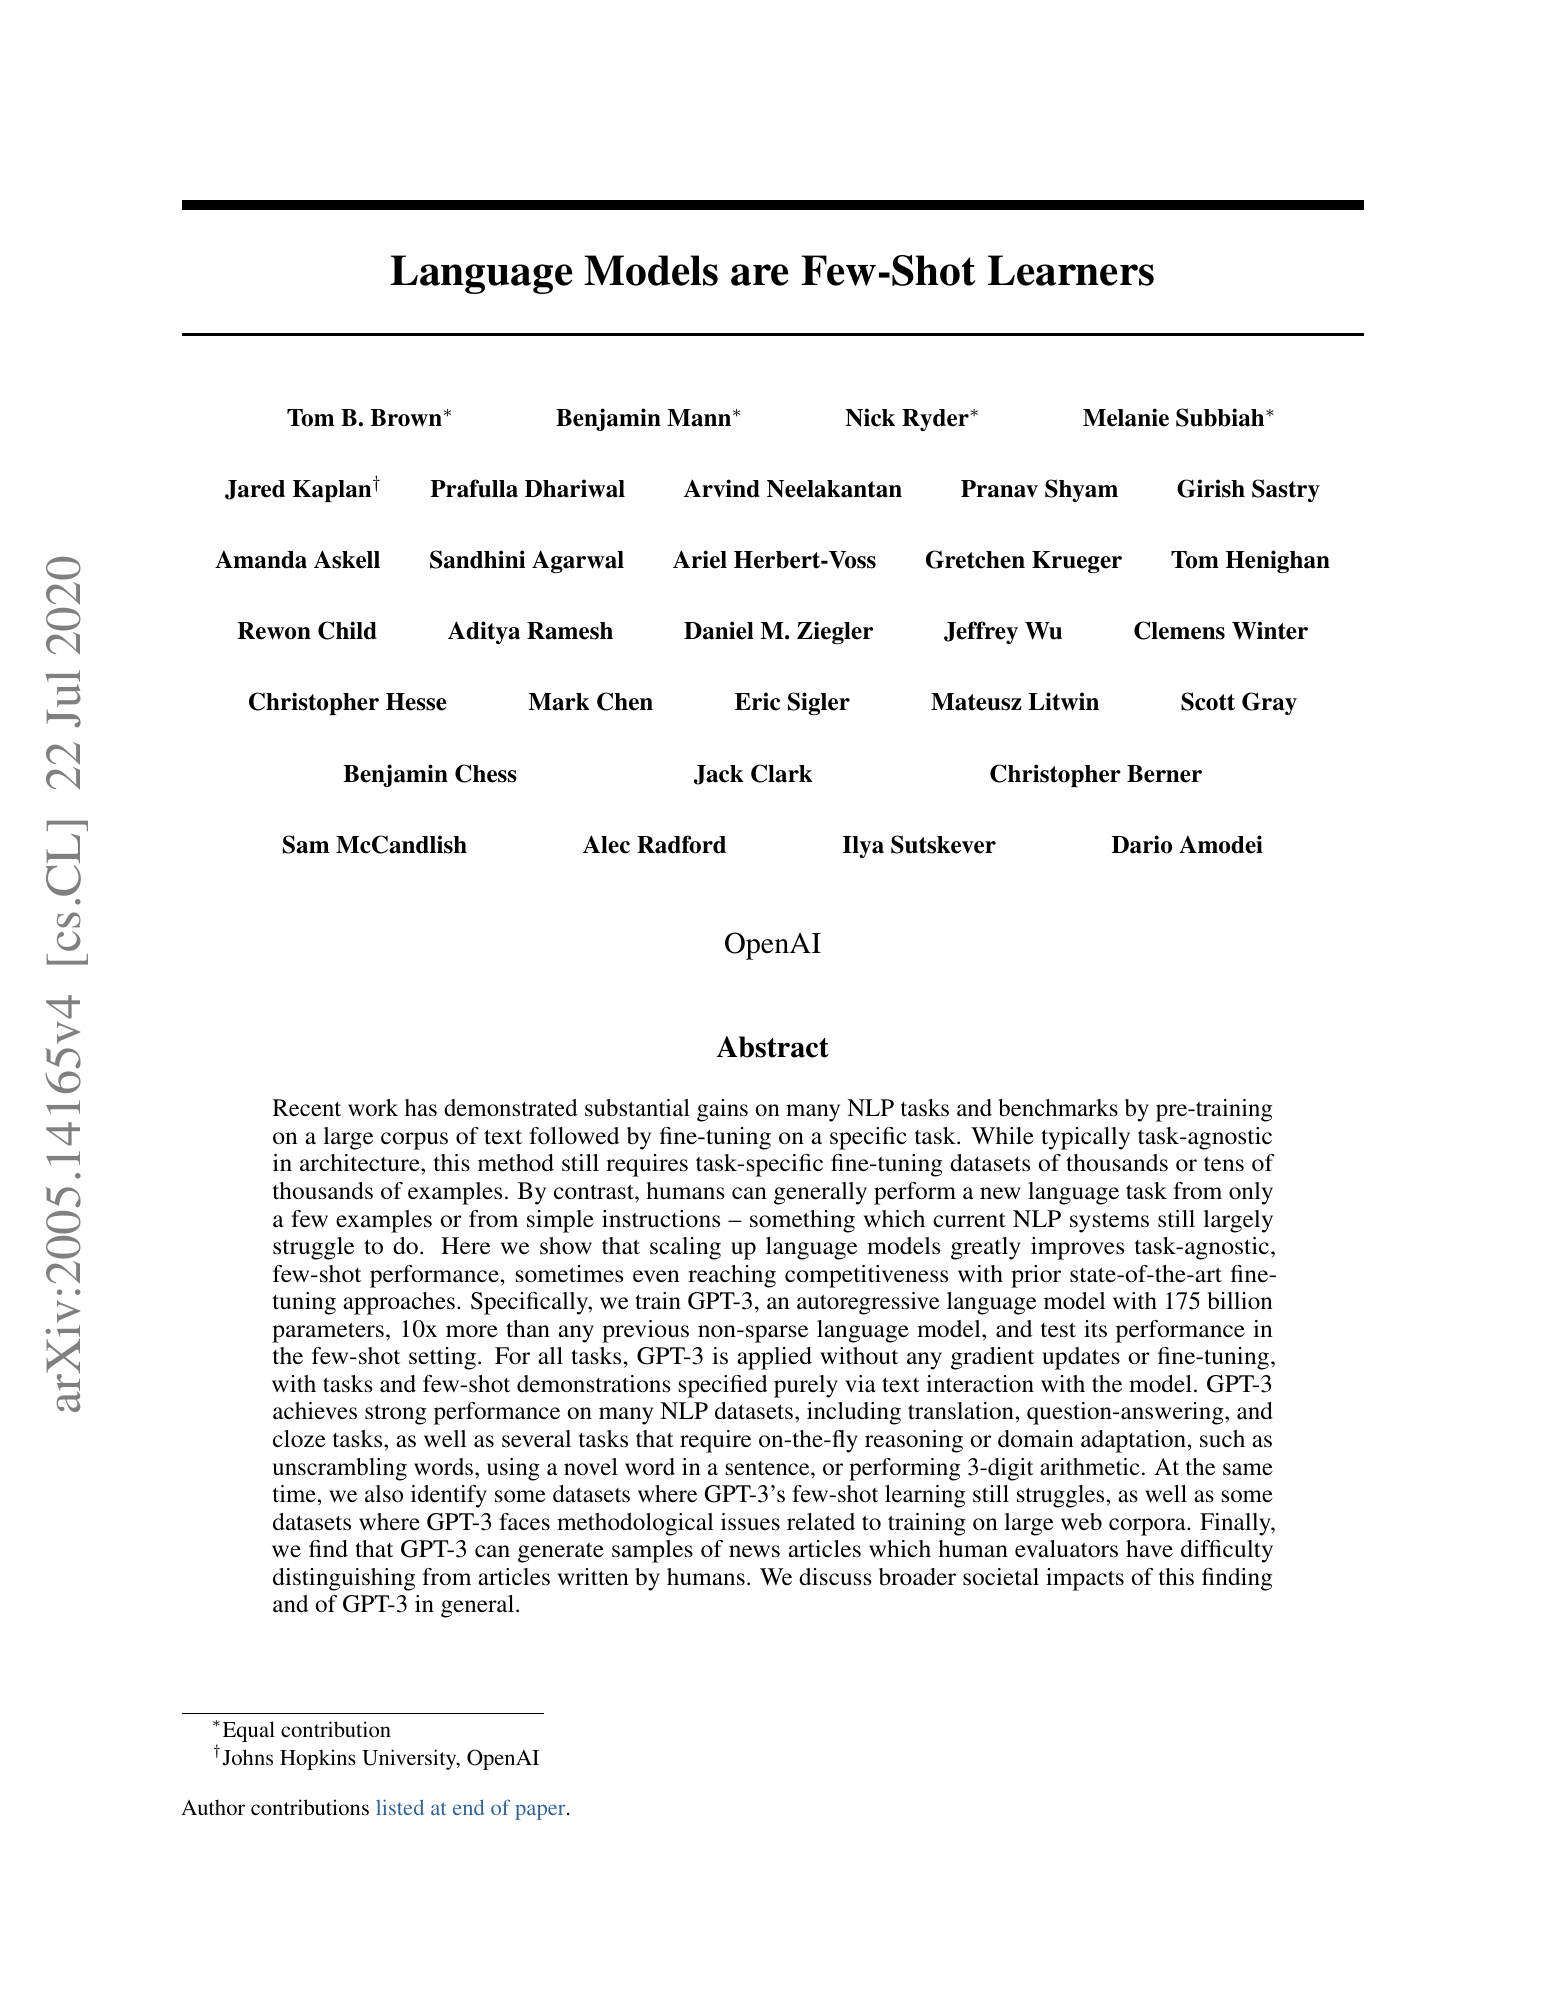 Language Models are Few-Shot Learners
Tom B. Brown* Benjamin Mann* Nick Ryder* Melanie Subbiah*
Jared Kaplan† Prafulla Dhariwal Arvind Neelakantan Pranav Shyam Girish Sastry
Amanda Askell Sandhini Agarwal Ariel Herbert-Voss Gretchen Krueger Tom Henighan
Rewon Child Aditya Ramesh Daniel M. Ziegler Jeffrey Wu Clemens Winter
Christopher Hesse Mark Chen Eric Sigler Mateusz Litwin Scott Gray
Benjamin Chess Jack Clark Christopher Berner
Sam McCandlish Alec Radford Ilya Sutskever Dario Amodei
OpenAI
Abstract
Recent work has demonstrated substantial gains on many NLP tasks and benchmarks by pre-training
on a large corpus of text followed by fine-tuning on a specific task. While typically task-agnostic
in architecture, this method still requires task-specific fine-tuning datasets of thousands or tens of
thousands of examples. By contrast, humans can generally perform a new language task from only
a few examples or from simple instructions – something which current NLP systems still largely
struggle to do. Here we show that scaling up language models greatly improves task-agnostic,
few-shot performance, sometimes even reaching competitiveness with prior state-of-the-art fine-
tuning approaches. Specifically, we train GPT-3, an autoregressive language model with 175 billion
parameters, 10x more than any previous non-sparse language model, and test its performance in
the few-shot setting. For all tasks, GPT-3 is applied without any gradient updates or fine-tuning,
with tasks and few-shot demonstrations specified purely via text interaction with the model. GPT-3
achieves strong performance on many NLP datasets, including translation, question-answering, and
cloze tasks, as well as several tasks that require on-the-fly reasoning or domain adaptation, such as
unscrambling words, using a novel word in a sentence, or performing 3-digit arithmetic. At the same
time, we also identify some datasets where GPT-3's few-shot learning still struggles, as well as some
datasets where GPT-3 faces methodological issues related to training on large web corpora. Finally,
we find that GPT-3 can generate samples of news articles which human evaluators have difficulty
distinguishing from articles written by humans. We discuss broader societal impacts of this finding
and of GPT-3 in general.
*Equal contribution
†Johns Hopkins University, OpenAI
Author contributions listed at end of paper.
arXiv:2005.14165v4 [cs.CL] 22 Jul 2020